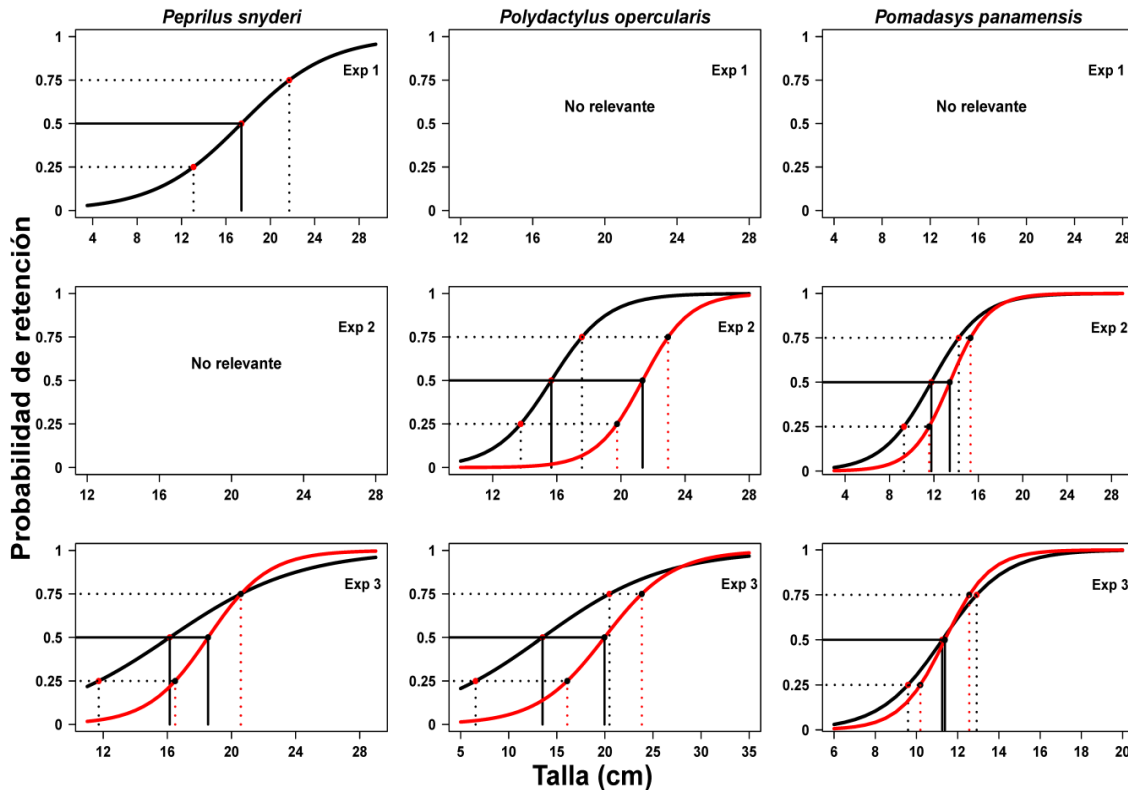 Peprilus snyderi Polydactylus opercularis Pomadasys panamensis
1 0.75 0.5 0.25 0
Exp 1
4 8 12 16 20 24 28
1 0.75 0.5 0.25 0
Exp 1
No relevante
12 16 20 24 28
1 0.75 0.5 0.25 0
Exp 1
No relevante
4 8 12 16 20 24 28
Probabilidad de retención
1 0.75 0.5 0.25 0
Exp 2
No relevante
12 16 20 24 28
1 0.75 0.5 0.25 0
Exp 2
12 16 20 24 28
1 0.75 0.5 0.25 0
Exp 2
4 8 12 16 20 24 28
1 0.75 0.5 0.25 0
Exp 3
12 16 20 24 28
1 0.75 0.5 0.25 0
Exp 3
5 10 15 20 25 30 35
1 0.75 0.5 0.25 0
Exp 3
6 8 10 12 14 16 18 20
Talla (cm)